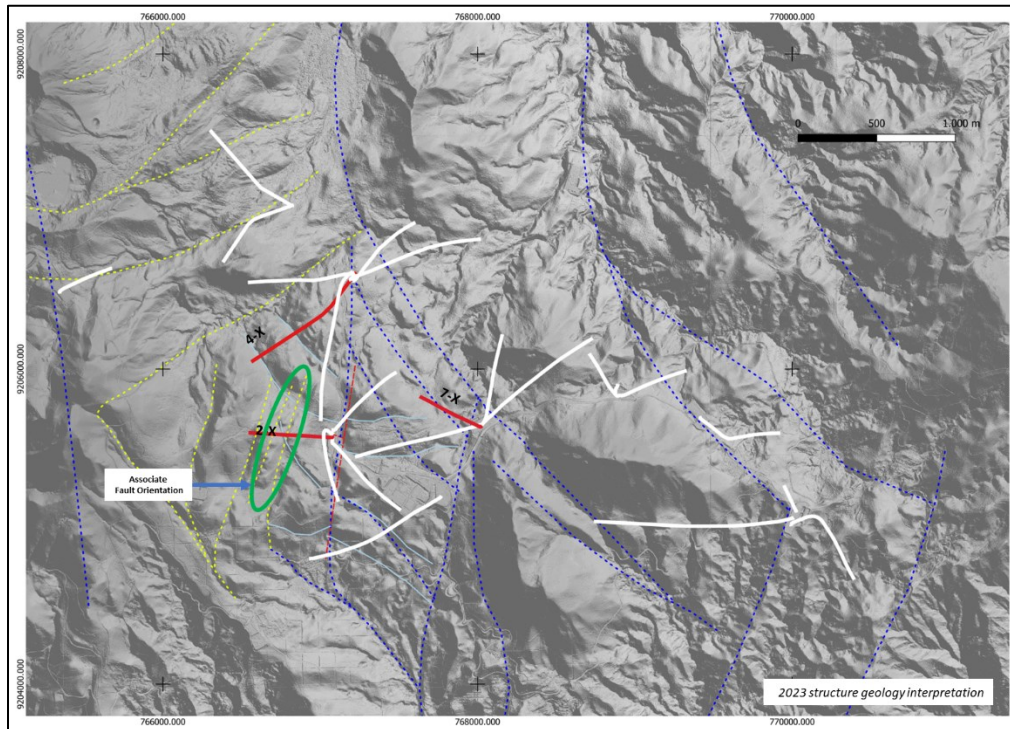 766000.000
768000.000
770000.000
9208000.000
0
500
1.000 m
4-X
9206000.000
7-X
2-X
Associate
Fault Orientation
9204000.000
2023 structure geology interpretation
766000.000
768000.000
770000.000